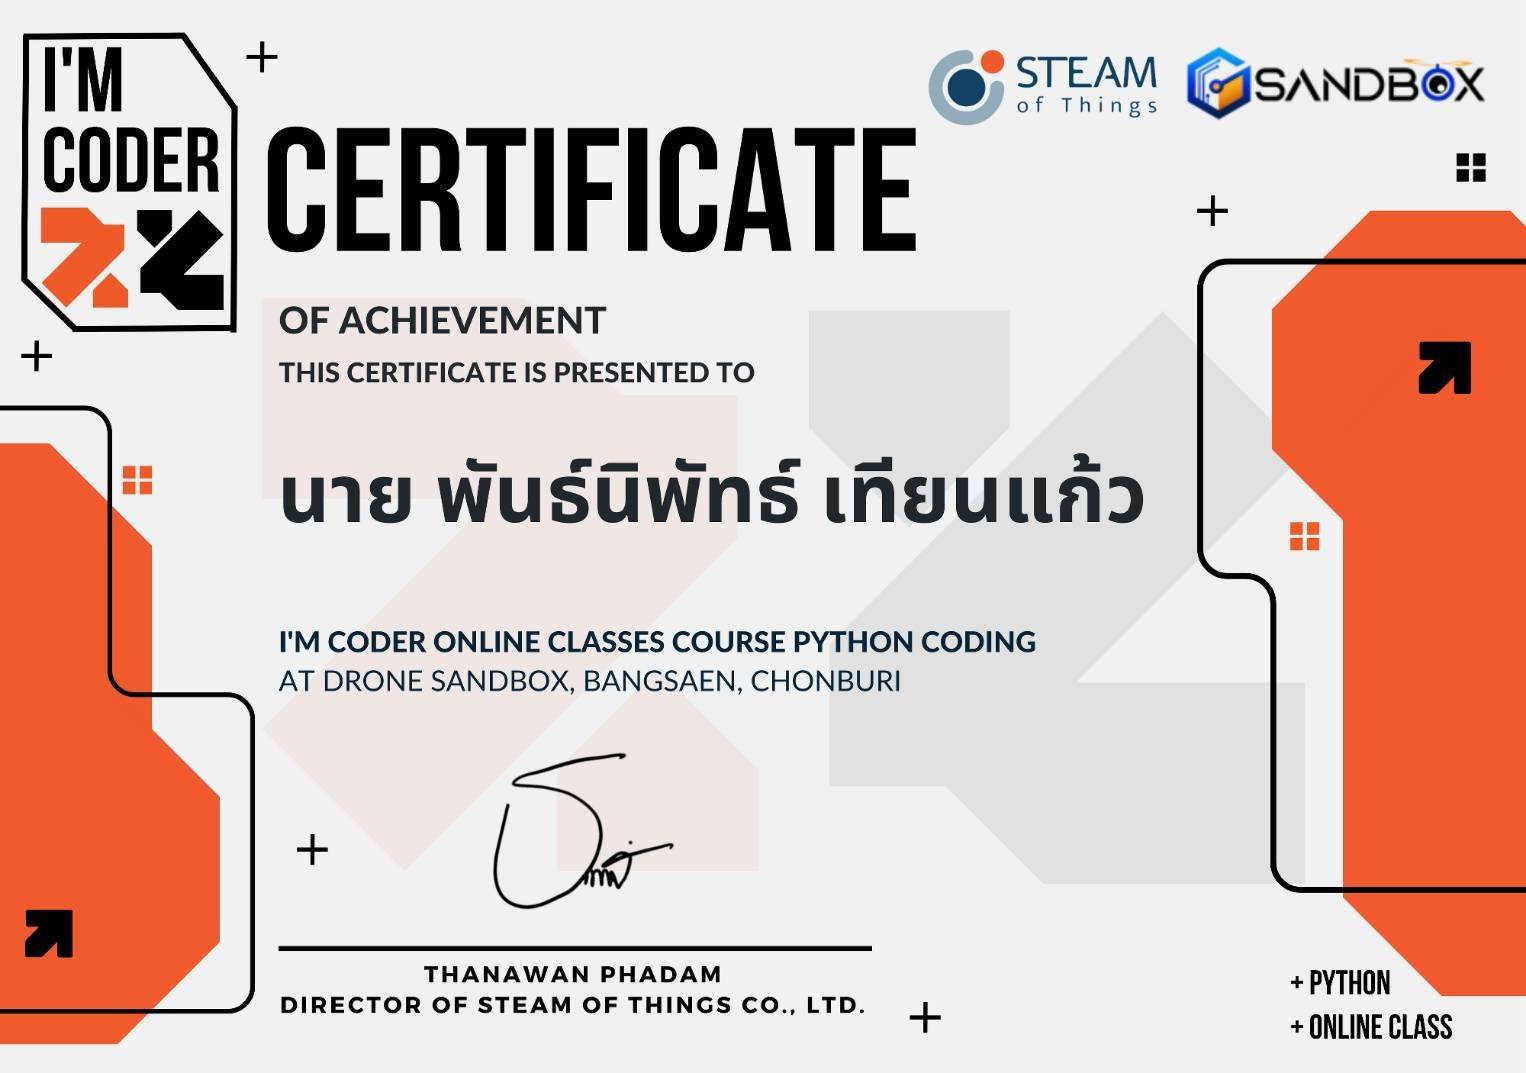 I'M
CODER
STEAM
of Things
SANDBOX
CERTIFICATE
OF ACHIEVEMENT
THIS CERTIFICATE IS PRESENTED TO
นาย พันธ์นิพัทธ์ เทียนแก้ว
I'M CODER ONLINE CLASSES COURSE PYTHON CODING
AT DRONE SANDBOX, BANGSAEN, CHONBURI
THANAWAN PHADAM
DIRECTOR OF STEAM OF THINGS CO., LTD.
+ PYTHON
+ ONLINE CLASS